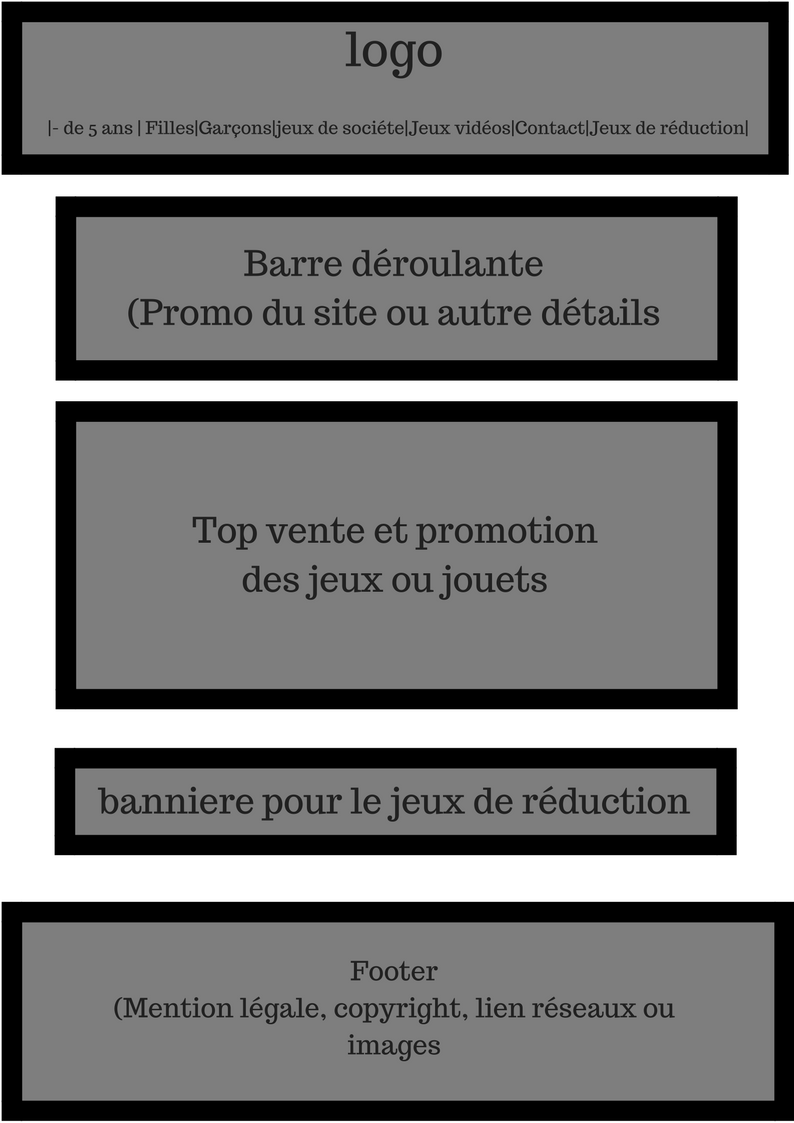 logo
|- de 5 ans | Filles|Garçons|jeux de sociéte|Jeux vidéos|Contact|Jeux de réduction|
Barre déroulante
(Promo du site ou autre détails
Top vente et promotion
des jeux ou jouets
banniere pour le jeux de réduction
Footer
(Mention légale, copyright, lien réseaux ou
images